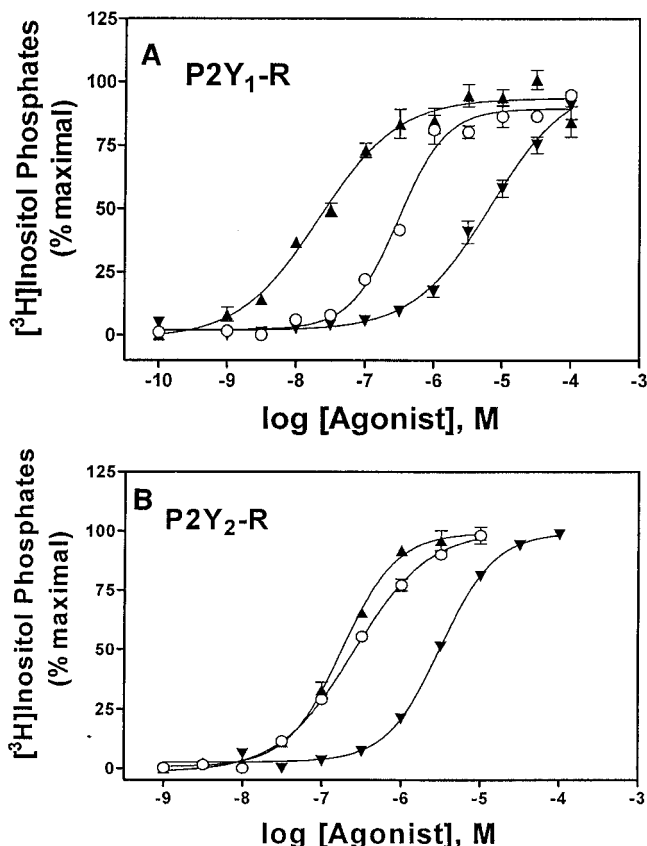 A P2Y₁-R
[³H]Inositol Phosphates
(% maximal)
125
100
75
50
25
0
-10 -9 -8 -7 -6 -5 -4 -3
log [Agonist], M
B P2Y₂-R
[³H]Inositol Phosphates
(% maximal)
125
100
75
50
25
0
-9 -8 -7 -6 -5 -4 -3
log [Agonist], M